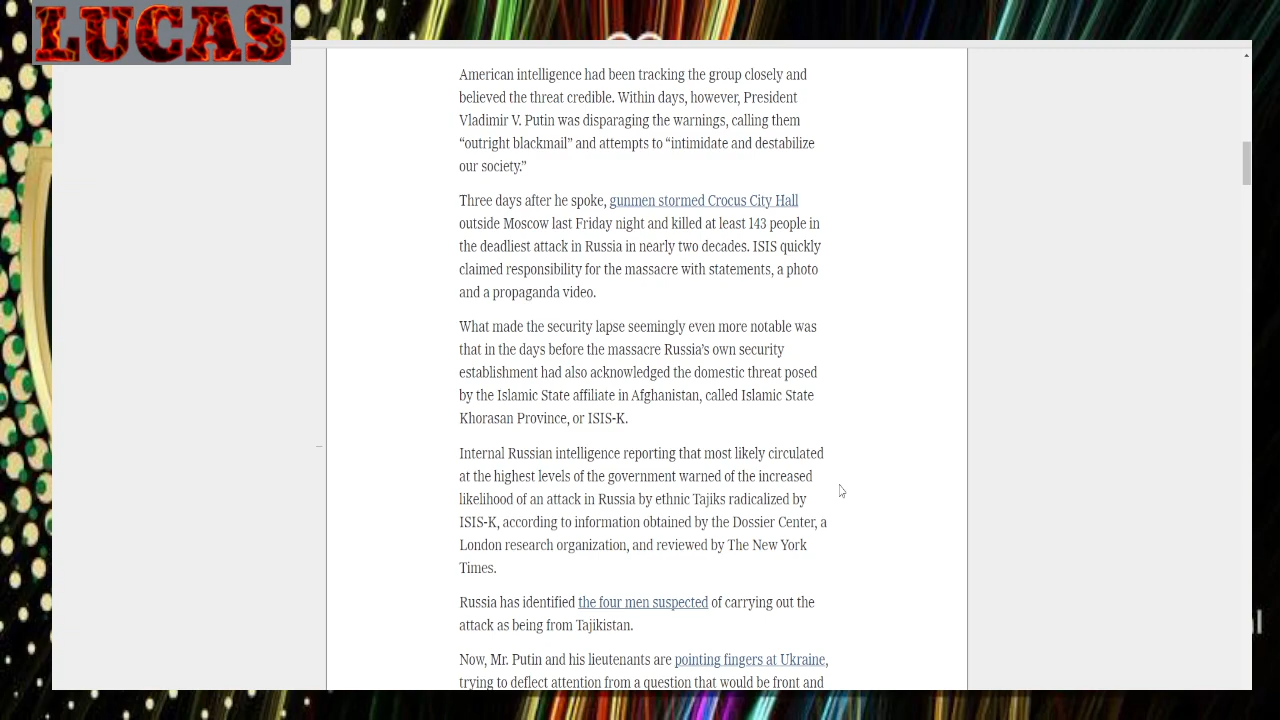 LUCAS
American intelligence had been tracking the group closely and
believed the threat credible. Within days, however, President
Vladimir V. Putin was disparaging the warnings, calling them
“outright blackmail” and attempts to “intimidate and destabilize
our society.”
Three days after he spoke, gunmen stormed Crocus City Hall
outside Moscow last Friday night and killed at least 143 people in
the deadliest attack in Russia in nearly two decades. ISIS quickly
claimed responsibility for the massacre with statements, a photo
and a propaganda video.
What made the security lapse seemingly even more notable was
that in the days before the massacre Russia’s own security
establishment had also acknowledged the domestic threat posed
by the Islamic State affiliate in Afghanistan, called Islamic State
Khorasan Province, or ISIS-K.
Internal Russian intelligence reporting that most likely circulated
at the highest levels of the government warned of the increased
likelihood of an attack in Russia by ethnic Tajiks radicalized by
ISIS-K, according to information obtained by the Dossier Center, a
London research organization, and reviewed by The New York
Times.
Russia has identified the four men suspected of carrying out the
attack as being from Tajikistan.
Now, Mr. Putin and his lieutenants are pointing fingers at Ukraine,
trying to deflect attention from a question that would be front and